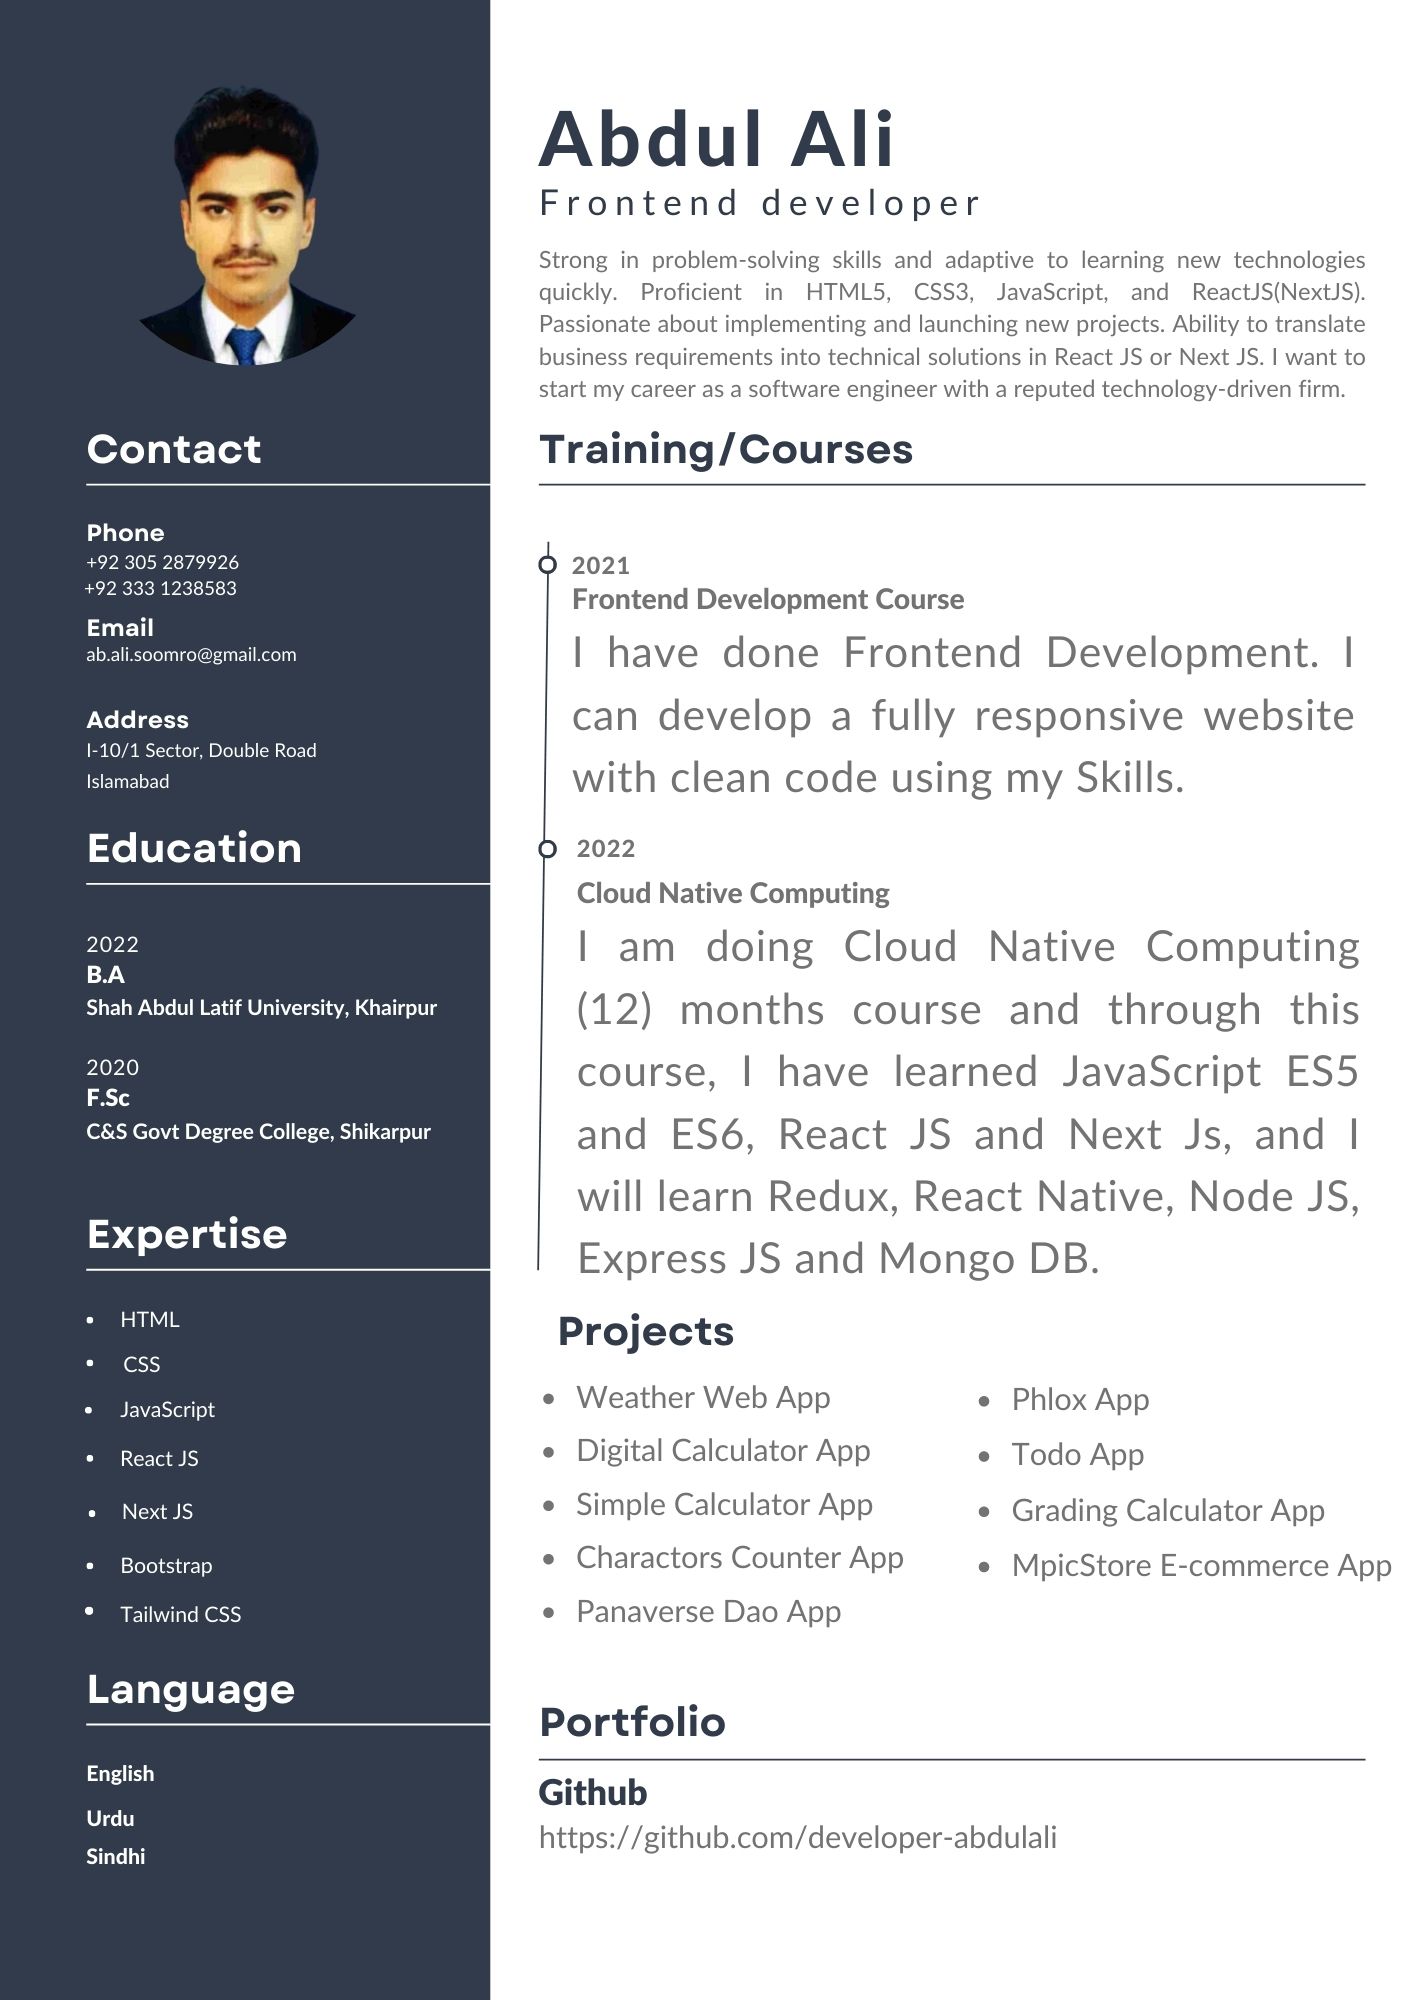 Abdul Ali
Frontend developer
Strong in problem-solving skills and adaptive to learning new technologies
quickly. Proficient in HTML5, CSS3, JavaScript, and ReactJS(NextJS).
Passionate about implementing and launching new projects. Ability to translate
business requirements into technical solutions in React JS or Next JS. I want to
start my career as a software engineer with a reputed technology-driven firm.
Contact
Phone
+92 305 2879926
+92 333 1238583
Email
ab.ali.soomro@gmail.com
Address
I-10/1 Sector, Double Road
Islamabad
Education
2022
B.A
Shah Abdul Latif University, Khairpur
2020
F.Sc
C&S Govt Degree College, Shikarpur
Expertise
• HTML
• CSS
• JavaScript
• React JS
• Next JS
• Bootstrap
• Tailwind CSS
Language
English
Urdu
Sindhi
Training/Courses
2021
Frontend Development Course
I have done Frontend Development. I
can develop a fully responsive website
with clean code using my Skills.
2022
Cloud Native Computing
I am doing Cloud Native Computing
(12) months course and through this
course, I have learned JavaScript ES5
and ES6, React JS and Next Js, and I
will learn Redux, React Native, Node JS,
Express JS and Mongo DB.
Projects
• Weather Web App
• Digital Calculator App
• Simple Calculator App
• Charactors Counter App
• Panaverse Dao App
• Phlox App
• Todo App
• Grading Calculator App
• MpicStore E-commerce App
Portfolio
Github
https://github.com/developer-abdulali